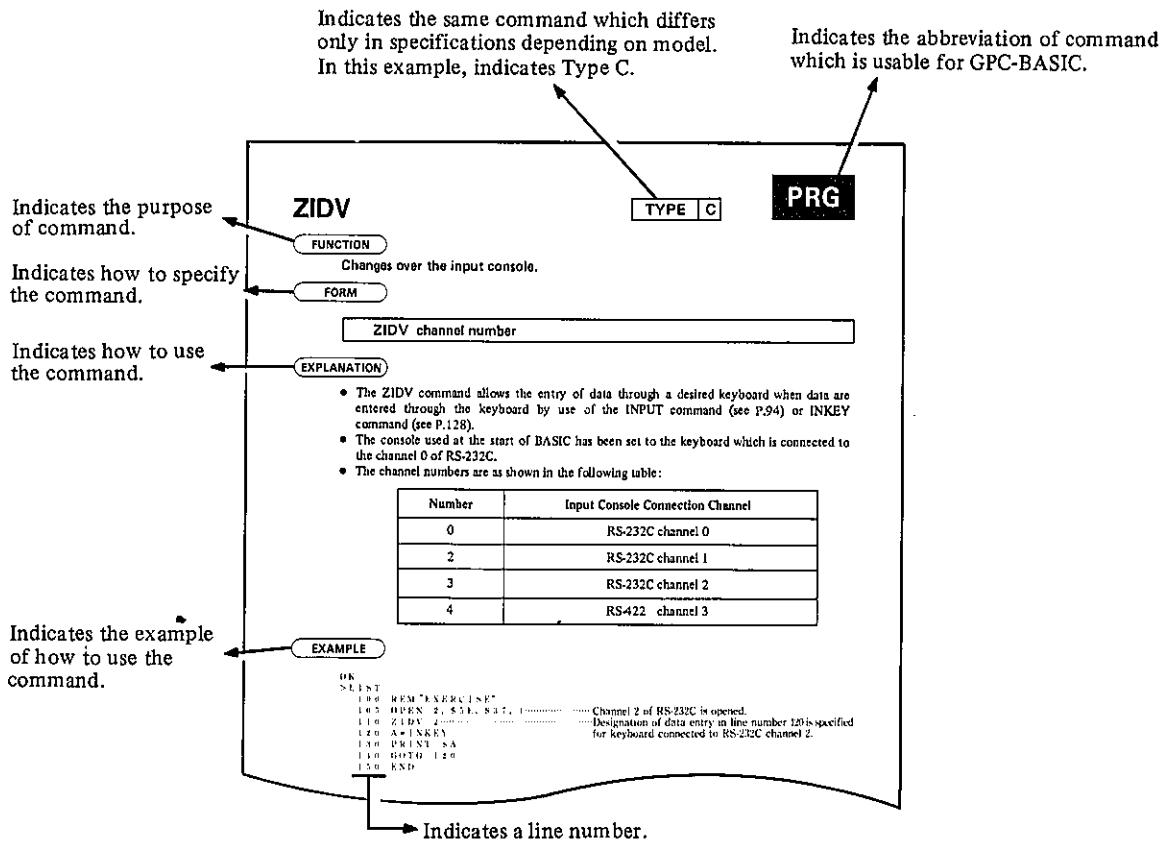 Indicates the same command which differs
only in specifications depending on model.
In this example, indicates Type C.
Indicates the abbreviation of command
which is usable for GPC-BASIC.
ZIDV
TYPE C
PRG
Indicates the purpose
of command.
FUNCTION
Changes over the input console.
Indicates how to specify
the command.
FORM
ZIDV channel number
Indicates how to use
the command.
EXPLANATION
• The ZIDV command allows the entry of data through a desired keyboard when data are
entered through the keyboard by use of the INPUT command (see P.94) or INKEY
command (see P.128).
• The console used at the start of BASIC has been set to the keyboard which is connected to
the channel 0 of RS-232C.
• The channel numbers are as shown in the following table:
Number Input Console Connection Channel
0 RS-232C channel 0
2 RS-232C channel 1
3 RS-232C channel 2
4 RS-422 channel 3
Indicates the example
of how to use the
command.
EXAMPLE
OK
SLIST
100 REM"EXERCISE"
105 OPEN 2, Channel 2 of RS-232C is opened.
110 ZIDV 2 Designation of data entry in line number 120 is specified
for keyboard connected to RS-232C channel 2.
120 A=INKEY
130 PRINT $A
140 GOTO 120
150 END
Indicates a line number.